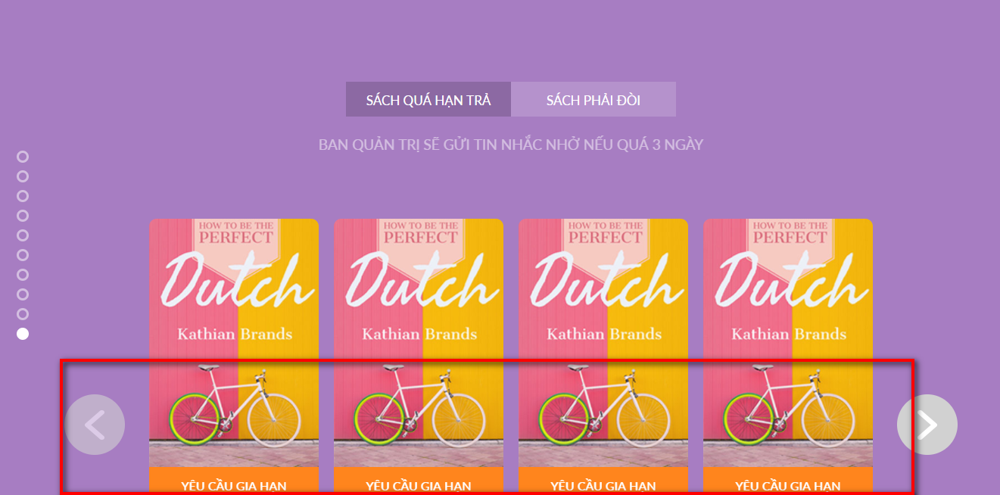 SÁCH QUÁ HẠN TRẢ
SÁCH PHẢI ĐÒI
BAN QUẢN TRỊ SẼ GỬI TIN NHẮC NHỞ NẾU QUÁ 3 NGÀY
HOW TO BE THE
PERFECT
Dutch
Kathian Brands
YÊU CẦU GIA HẠN
HOW TO BE THE
PERFECT
Dutch
Kathian Brands
YÊU CẦU GIA HẠN
HOW TO BE THE
PERFECT
Dutch
Kathian Brands
YÊU CẦU GIA HẠN
HOW TO BE THE
PERFECT
Dutch
Kathian Brands
YÊU CẦU GIA HẠN